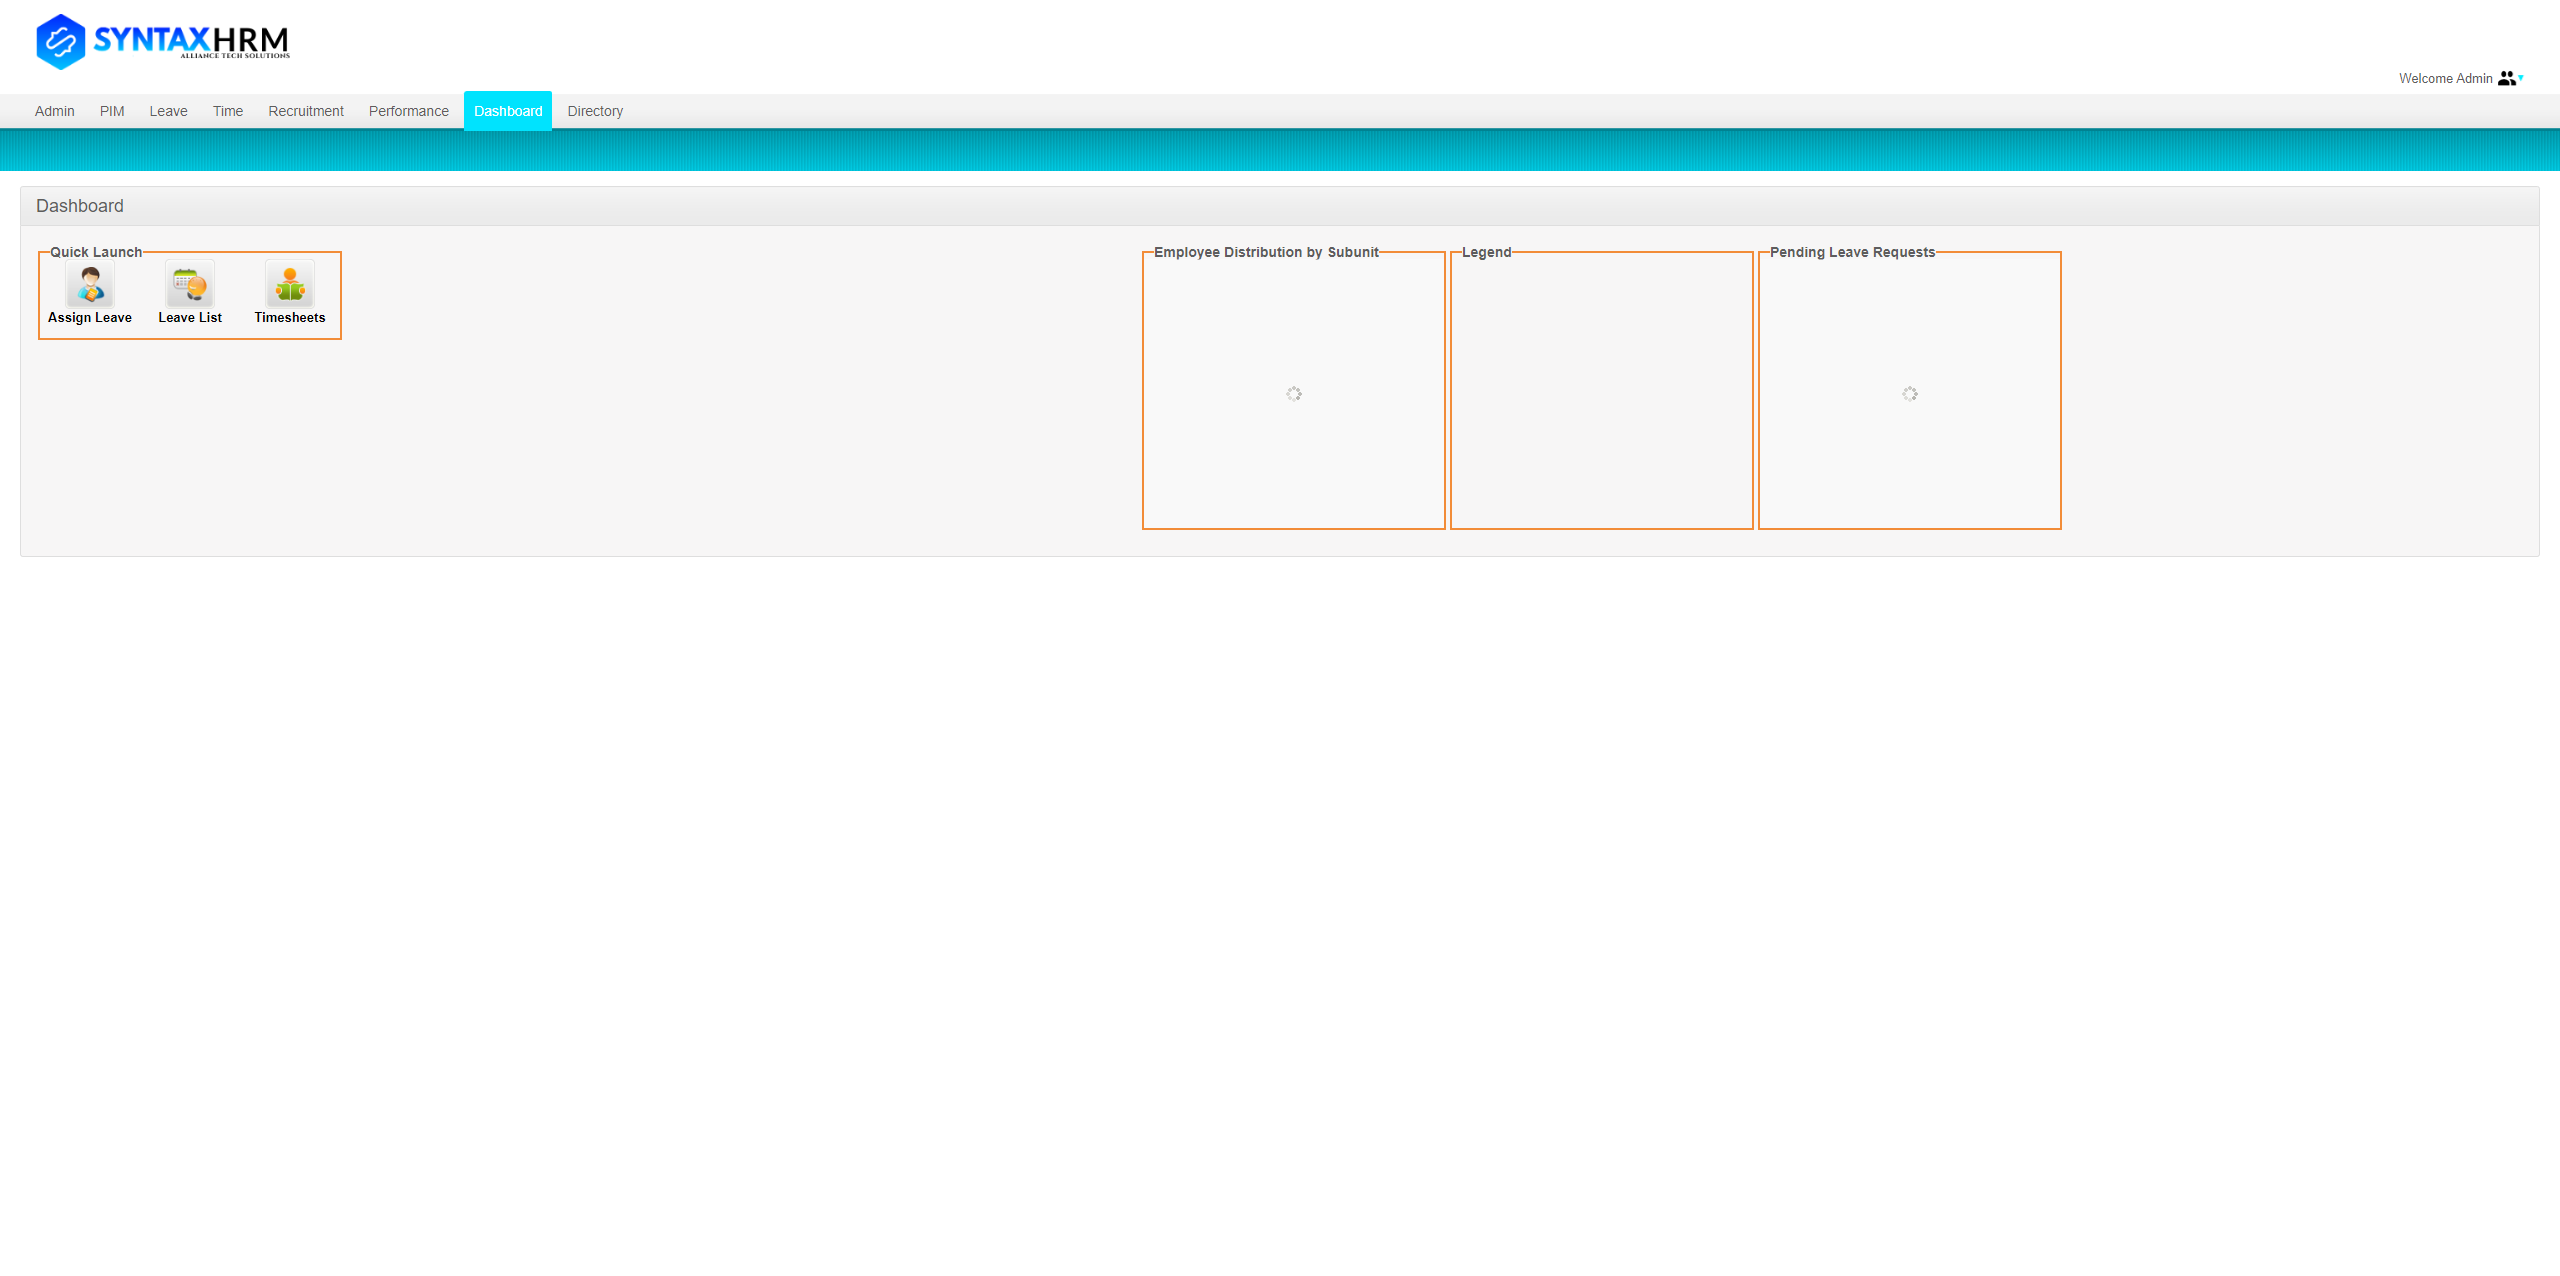 SYNTAXHRM
ALLIANCE TECH SOLUTIONS
Welcome Admin
Admin PIM Leave Time Recruitment Performance Dashboard Directory
Dashboard
Quick Launch
Assign Leave Leave List Timesheets
Employee Distribution by Subunit
Legend
Pending Leave Requests